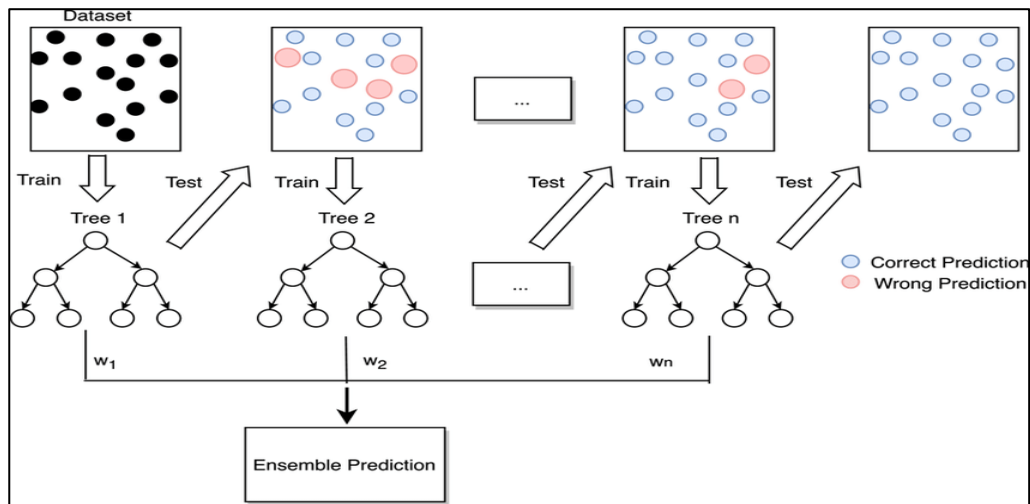 Dataset
...
Train
Test
Train
Test
Train
Test
Tree 1
Tree 2
Tree n
...
Correct Prediction
Wrong Prediction
w1
w2
wn
Ensemble Prediction